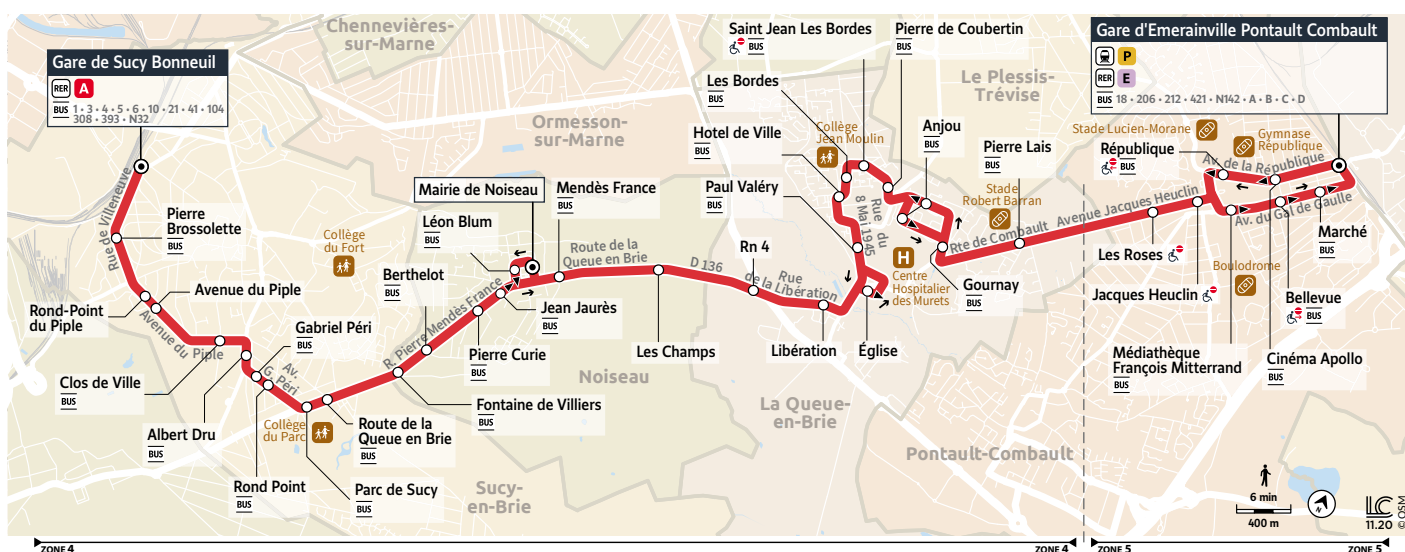 Chennevières-
sur-Marne
Gare de Sucy Bonneuil
RER A
BUS 1 • 3 • 4 • 5 • 6 • 10 • 21 • 41 • 104
308 • 393 • N32
Ormesson-
sur-Marne
Saint Jean Les Bordes
BUS
Pierre de Coubertin
BUS
Gare d'Emerainville Pontault Combault
P
RER E
BUS 18 • 206 • 212 • 421 • N142 • A • B • C • D
Les Bordes
BUS
Le Plessis-
Trévise
Hotel de Ville
BUS
Collège
Jean Moulin
Anjou
BUS
Pierre Lais
BUS
Stade Lucien-Morane
Gymnase
République
République
BUS
Av. de la République
Rue de Villeneuve
Pierre
Brossolette
BUS
Mairie de Noiseau
Mendès France
BUS
Paul Valéry
BUS
Rue du
8 Mai 1945
Stade
Robert Barran
Avenue Jacques Heuclin
Av. du Gal de Gaulle
Marché
BUS
Léon Blum
BUS
Collège
du Fort
Route de la
Queue en Brie
Rn 4
D 136
Rue
de la Libération
H
Centre
Hospitalier
des Murets
Rte de Combault
Les Roses
Boulodrome
Berthelot
BUS
Gournay
BUS
Jacques Heuclin
Bellevue
BUS
Avenue du Piple
Rond-Point
du Piple
Avenue du Piple
Gabriel Péri
BUS
R. Pierre Mendès France
Jean Jaurès
BUS
Pierre Curie
BUS
Les Champs
Libération
Église
Médiathèque
François Mitterrand
BUS
Cinéma Apollo
BUS
Clos de Ville
BUS
Av.
G. Péri
Noiseau
Fontaine de Villiers
BUS
La Queue-
en-Brie
Albert Dru
BUS
Collège
du Parc
Route de la
Queue en Brie
BUS
Pontault-Combault
Rond Point
BUS
Parc de Sucy
BUS
Sucy-
en-Brie
6 min
400 m
N
LC
11.20
© OSM
ZONE 4
ZONE 4
ZONE 5
ZONE 5